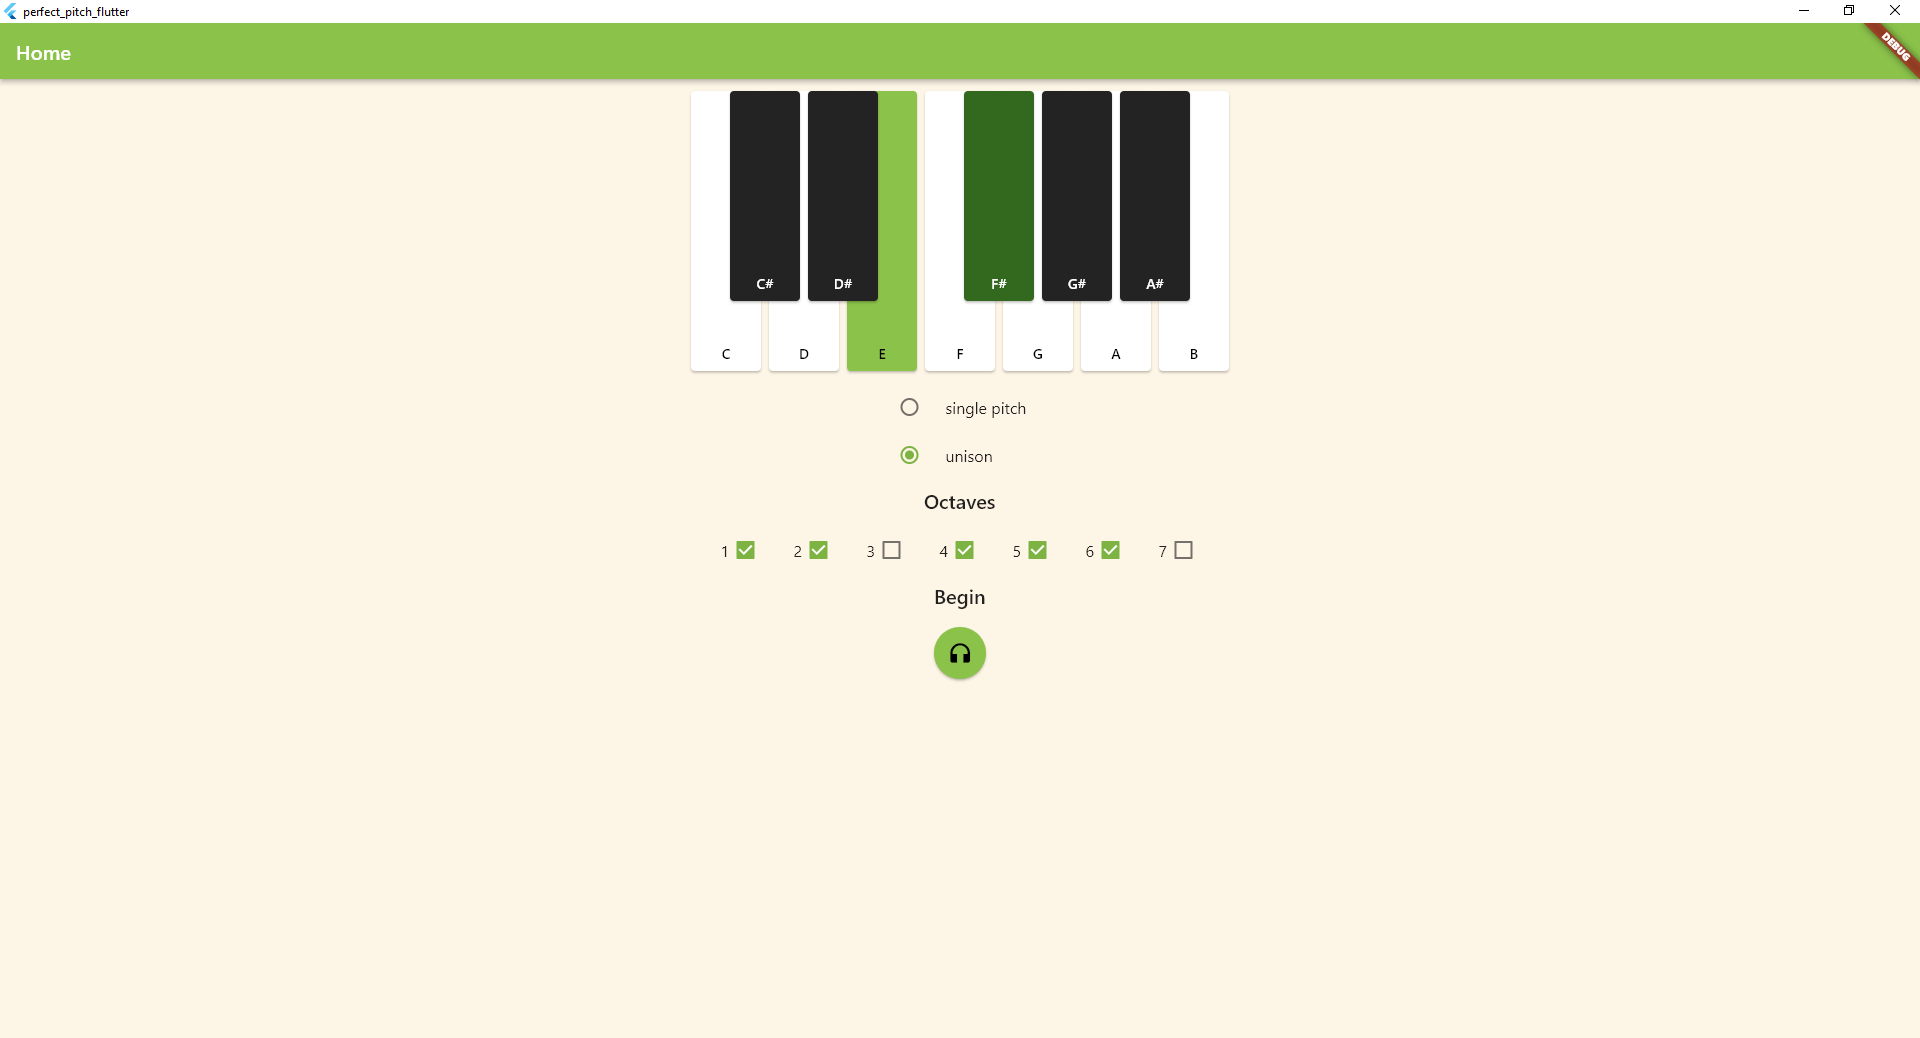 perfect_pitch_flutter
Home
DEBUG
C# D# F# G# A#
C D E F G A B
single pitch
unison
Octaves
1 2 3 4 5 6 7
Begin